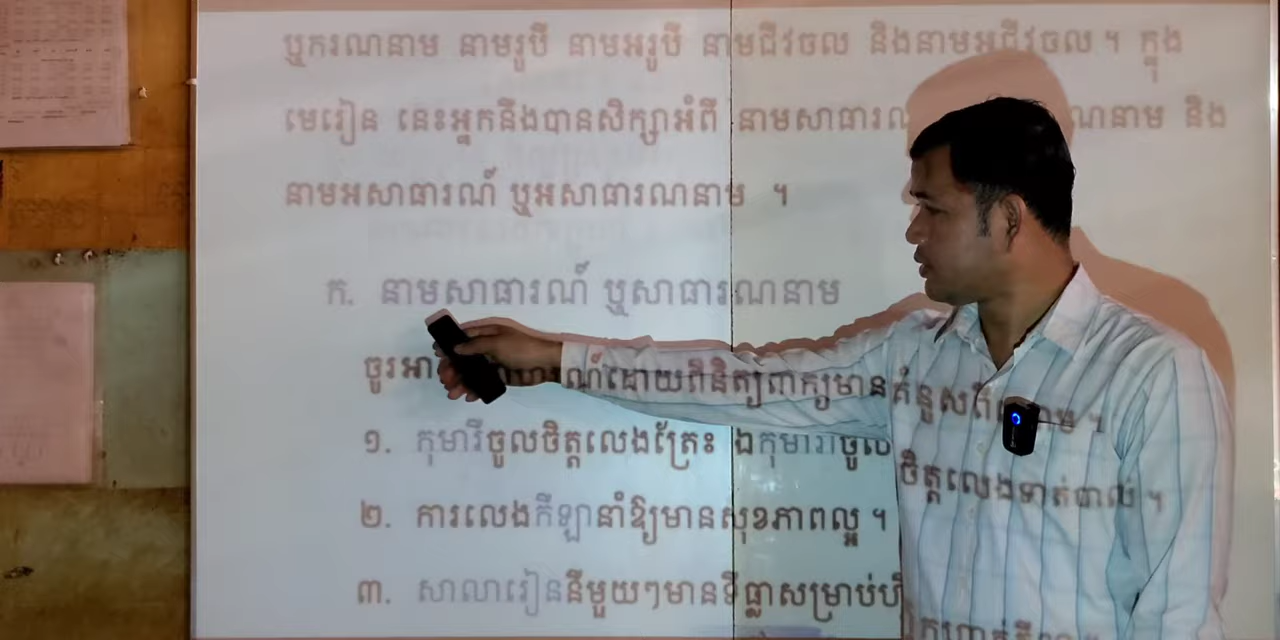 ឬករណនាម នាមរូបី នាមអរូបី នាមជីវចល និងនាមអជីវចល ។ ក្នុង
មេរៀន នេះអ្នកនឹងបានសិក្សាអំពី នាមសាធារ ណនាម និង
នាមអសាធារណ៍ ឬអសាធារណនាម ។
ក. នាមសាធារណ៍ ឬសាធារណនាម
ចូរអា ហរណ៍ដោយពិនិត្យពាក្យមានគំនូសពី
១. កុមារីចូលចិត្តលេងត្រែះ ឯកុមារាចូលចិត្តលេងទាត់បាល់ ។
២. ការលេងកីឡានាំឱ្យមានសុខភាពល្អ ។
៣. សាលារៀននីមួយៗមានទីធ្លាសម្រាប់